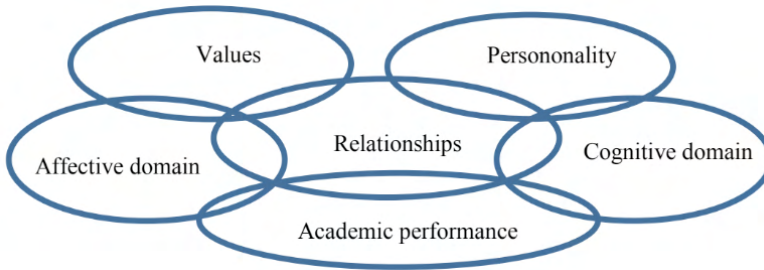 Values
Persononality
Relationships
Affective domain
Cognitive domain
Academic performance